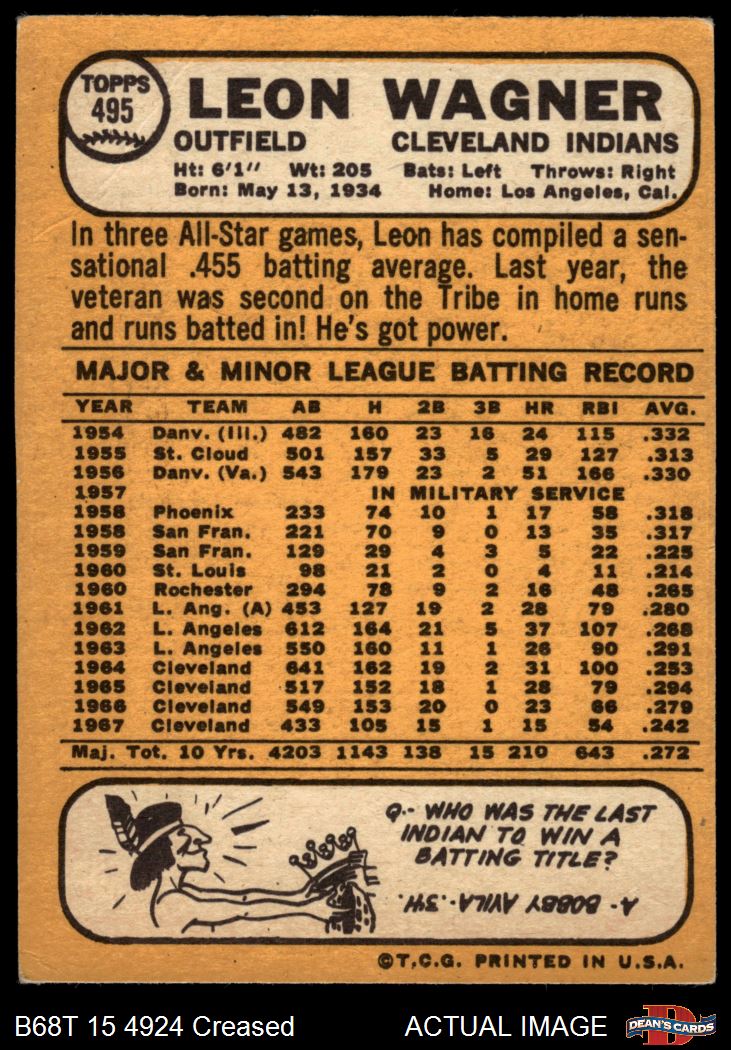 TOPPS
495
LEON WAGNER
OUTFIELD CLEVELAND INDIANS
Ht: 6'1" Wt: 205 Bats: Left Throws: Right
Born: May 13, 1934 Home: Los Angeles, Cal.
In three All-Star games, Leon has compiled a sen-
sational .455 batting average. Last year, the
veteran was second on the Tribe in home runs
and runs batted in! He's got power.
MAJOR & MINOR LEAGUE BATTING RECORD
YEAR TEAM AB H 2B 3B HR RBI AVG.
1954 Danv. (Ill.) 482 160 23 16 24 115 .332
1955 St. Cloud 501 157 33 5 29 127 .313
1956 Danv. (Va.) 543 179 23 2 51 166 .330
1957 IN MILITARY SERVICE
1958 Phoenix 233 74 10 1 17 58 .318
1958 San Fran. 221 70 9 0 13 35 .317
1959 San Fran. 129 29 4 3 5 22 .225
1960 St. Louis 98 21 2 0 4 11 .214
1960 Rochester 294 78 9 2 16 48 .265
1961 L. Ang. (A) 453 127 19 2 28 79 .280
1962 L. Angeles 612 164 21 5 37 107 .268
1963 L. Angeles 550 160 11 1 26 90 .291
1964 Cleveland 641 162 19 2 31 100 .253
1965 Cleveland 517 152 18 1 28 79 .294
1966 Cleveland 549 153 20 0 23 66 .279
1967 Cleveland 433 105 15 1 15 54 .242
Maj. Tot. 10 Yrs. 4203 1143 138 15 210 643 .272
Q.- WHO WAS THE LAST
INDIAN TO WIN A
BATTING TITLE?
A- BOBBY AVILA-.341.
©T.C.G. PRINTED IN U.S.A.
B68T 15 4924 Creased ACTUAL IMAGE
DEAN'S CARDS